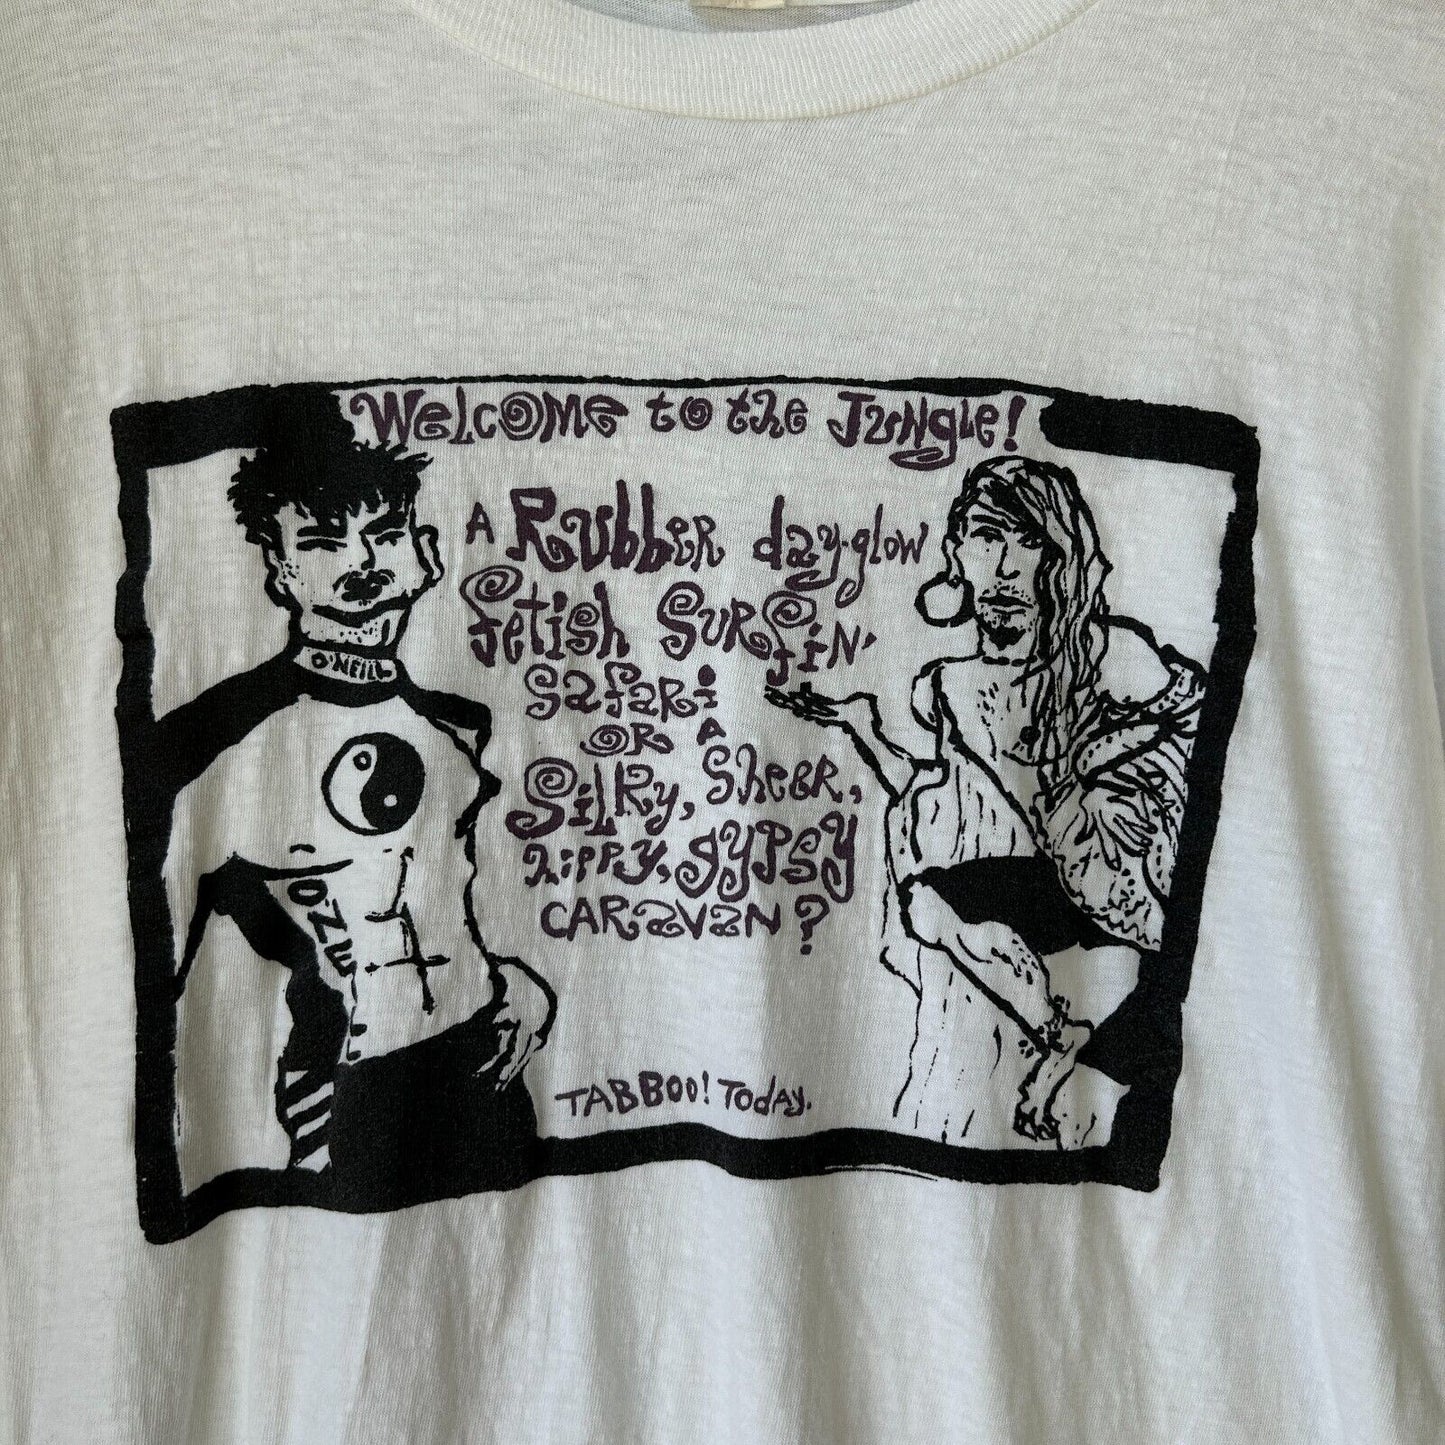 Welcome to the Jungle!
A Rubber day-glow
fetish Surfin'
Safari
or a
Silky, Sheer,
hippy, gypsy
CARAVAN?
O'NEILL
TABBOO! Today.